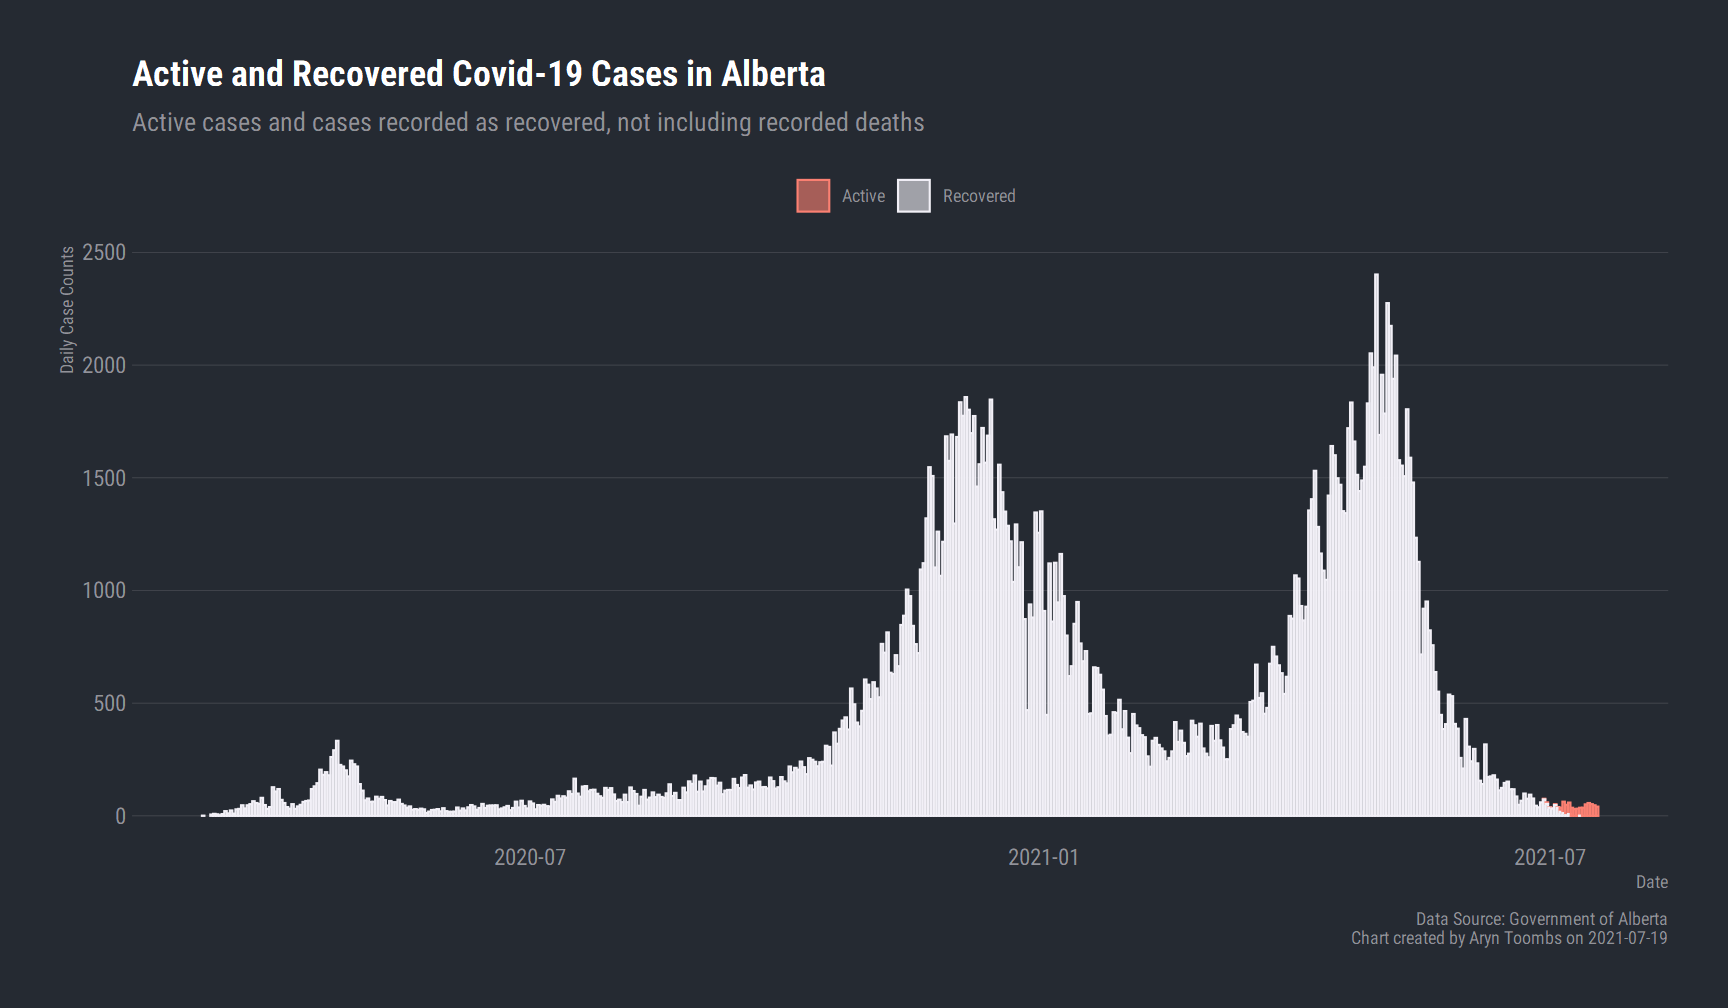 Active and Recovered Covid-19 Cases in Alberta
Active cases and cases recorded as recovered, not including recorded deaths
Active
Recovered
Daily Case Counts
2500
2000
1500
1000
500
0
2020-07
2021-01
2021-07
Date
Data Source: Government of Alberta
Chart created by Aryn Toombs on 2021-07-19